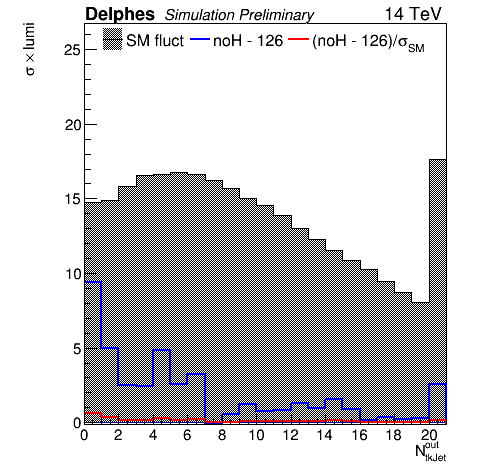 Delphes Simulation Preliminary 14 TeV
SM fluct noH - 126 (noH - 126)/σSM
σ × lumi
25
20
15
10
5
0
0 2 4 6 8 10 12 14 16 18 20
N^out_tkJet